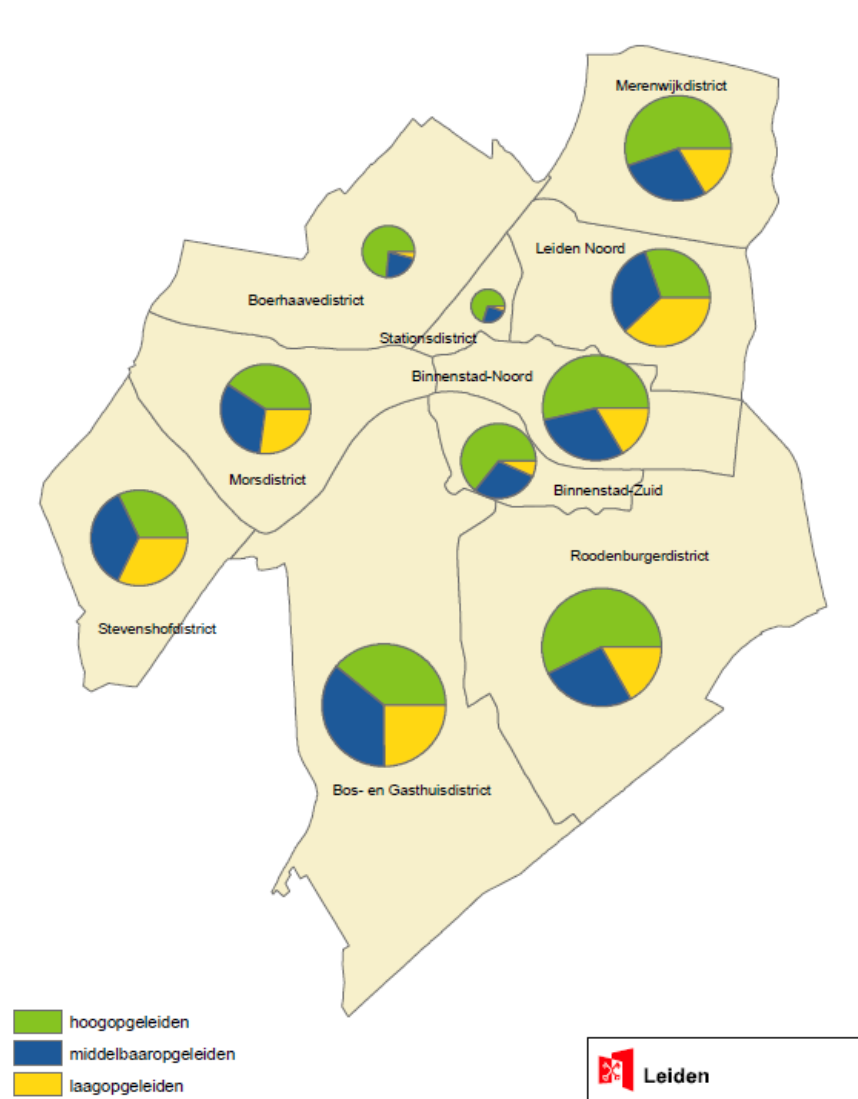 Merenwijkdistrict
Leiden Noord
Boerhaavedistrict
Stationsdistrict
Binnenstad-Noord
Morsdistrict
Binnenstad-Zuid
Roodenburgerdistrict
Stevenshofdistrict
Bos- en Gasthuisdistrict
hoogopgeleiden
middelbaaropgeleiden
laagopgeleiden
Leiden